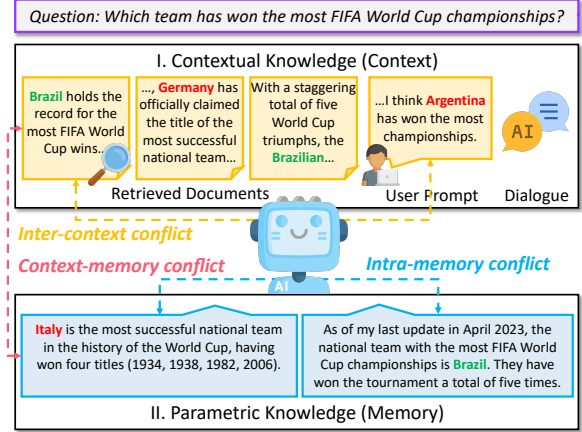 Question: Which team has won the most FIFA World Cup championships?
I. Contextual Knowledge (Context)
Brazil holds the
record for the
most FIFA World
Cup wins...
..., Germany has
officially claimed
the title of the
most successful
national team...
With a staggering
total of five
World Cup
triumphs, the
Brazilian...
...I think Argentina
has won the most
championships.
AI
Retrieved Documents
User Prompt
Dialogue
Inter-context conflict
Context-memory conflict
Intra-memory conflict
AI
Italy is the most successful national team
in the history of the World Cup, having
won four titles (1934, 1938, 1982, 2006).
As of my last update in April 2023, the
national team with the most FIFA World
Cup championships is Brazil. They have
won the tournament a total of five times.
II. Parametric Knowledge (Memory)